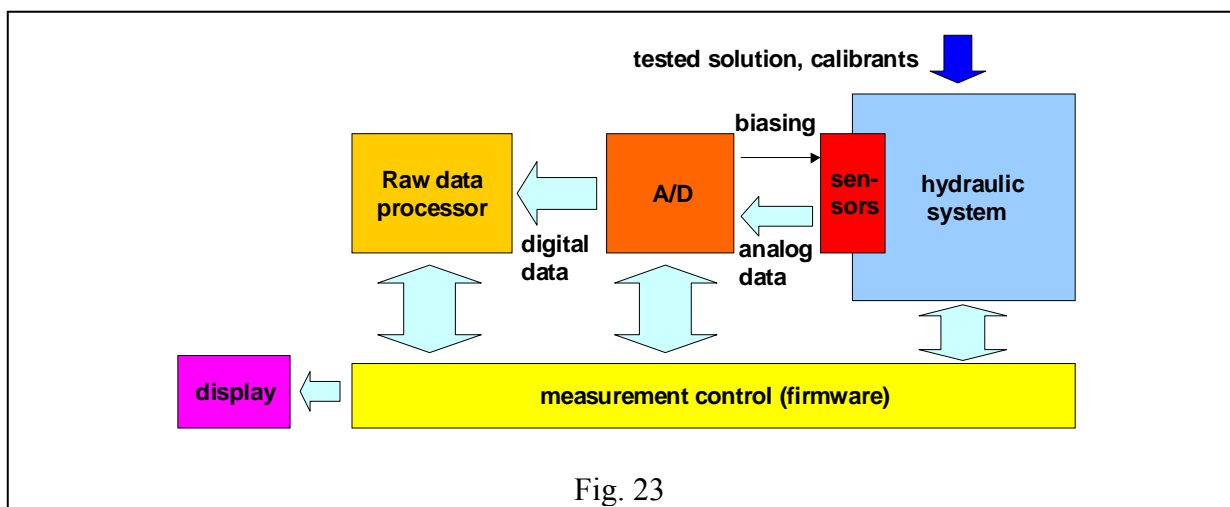 tested solution, calibrants
biasing
Raw data
processor
A/D
sen-
sors
hydraulic
system
digital
data
analog
data
display
measurement control (firmware)
Fig. 23